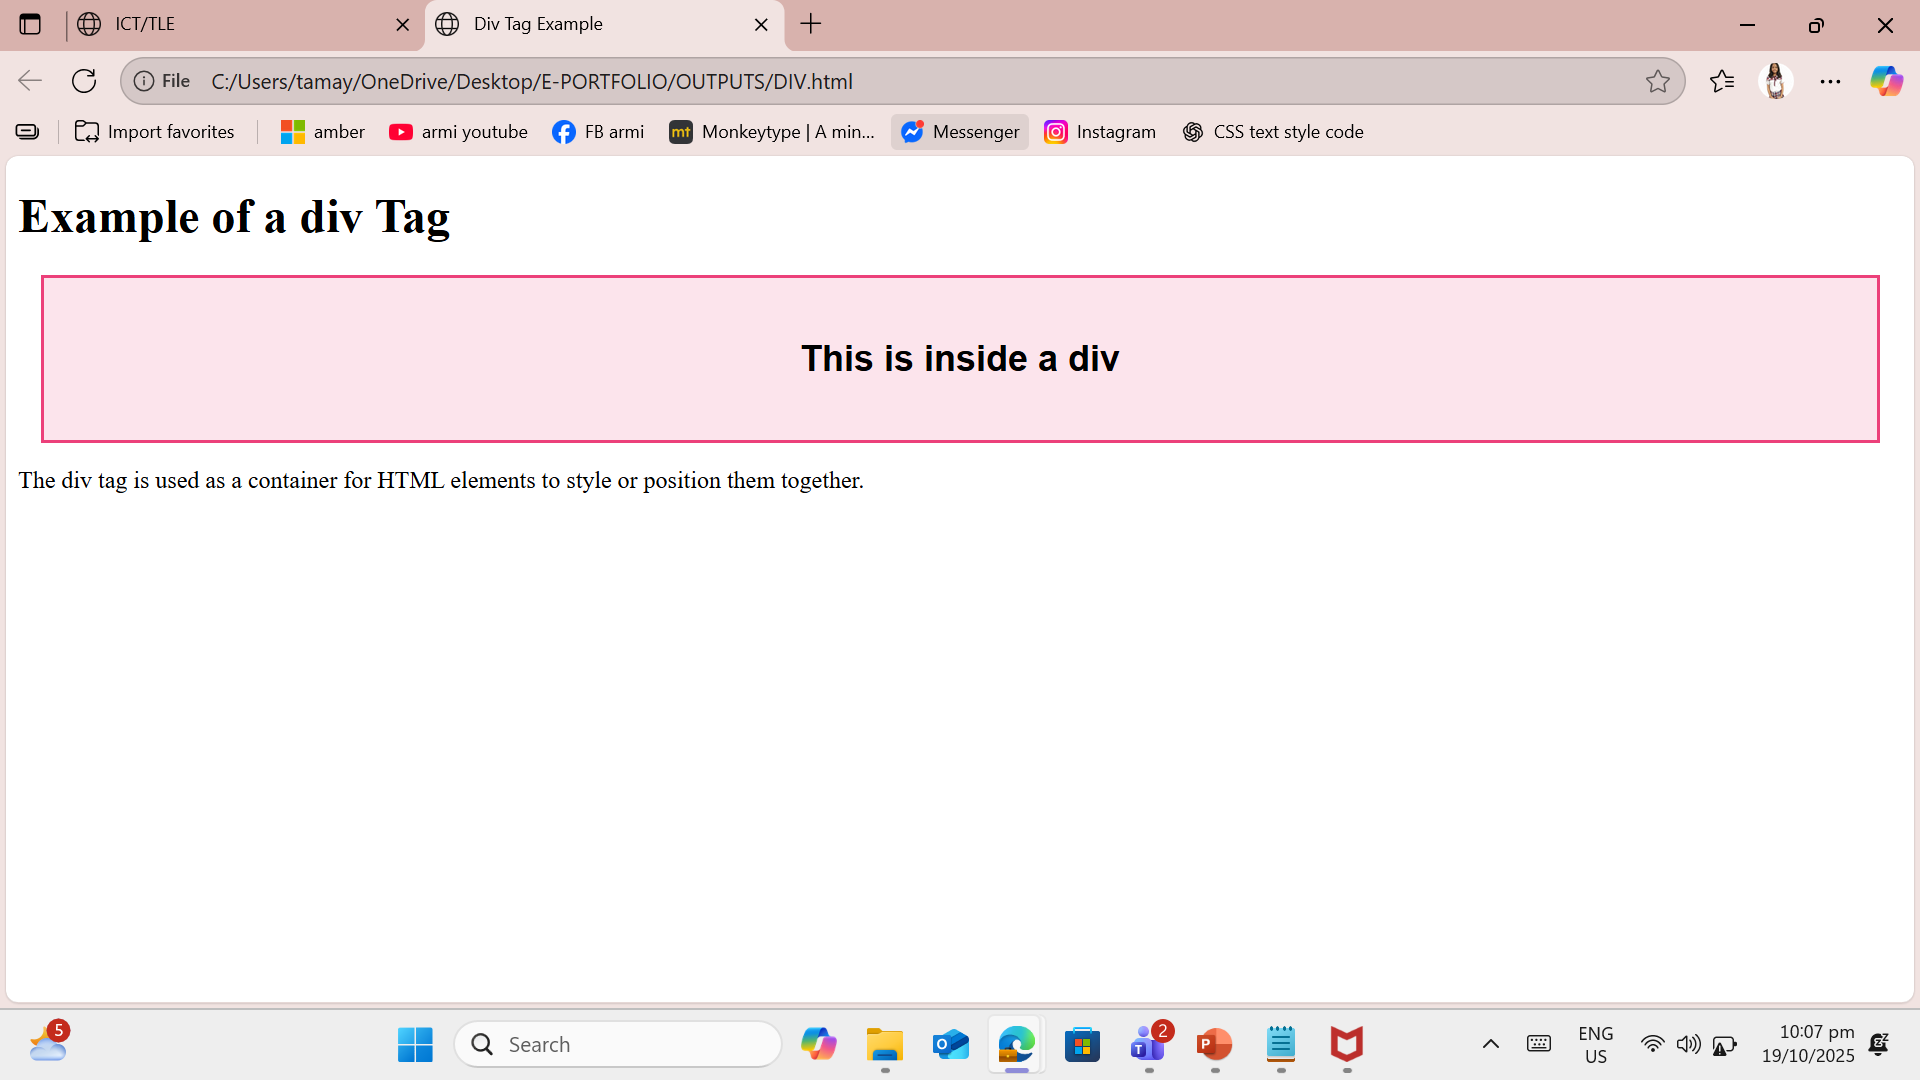 ICT/TLE
Div Tag Example
File C:/Users/tamay/OneDrive/Desktop/E-PORTFOLIO/OUTPUTS/DIV.html
Import favorites amber armi youtube FB armi mt Monkeytype | A min... Messenger Instagram CSS text style code
Example of a div Tag
This is inside a div
The div tag is used as a container for HTML elements to style or position them together.
5
Search
O
T
2
P
ENG
US
10:07 pm
19/10/2025